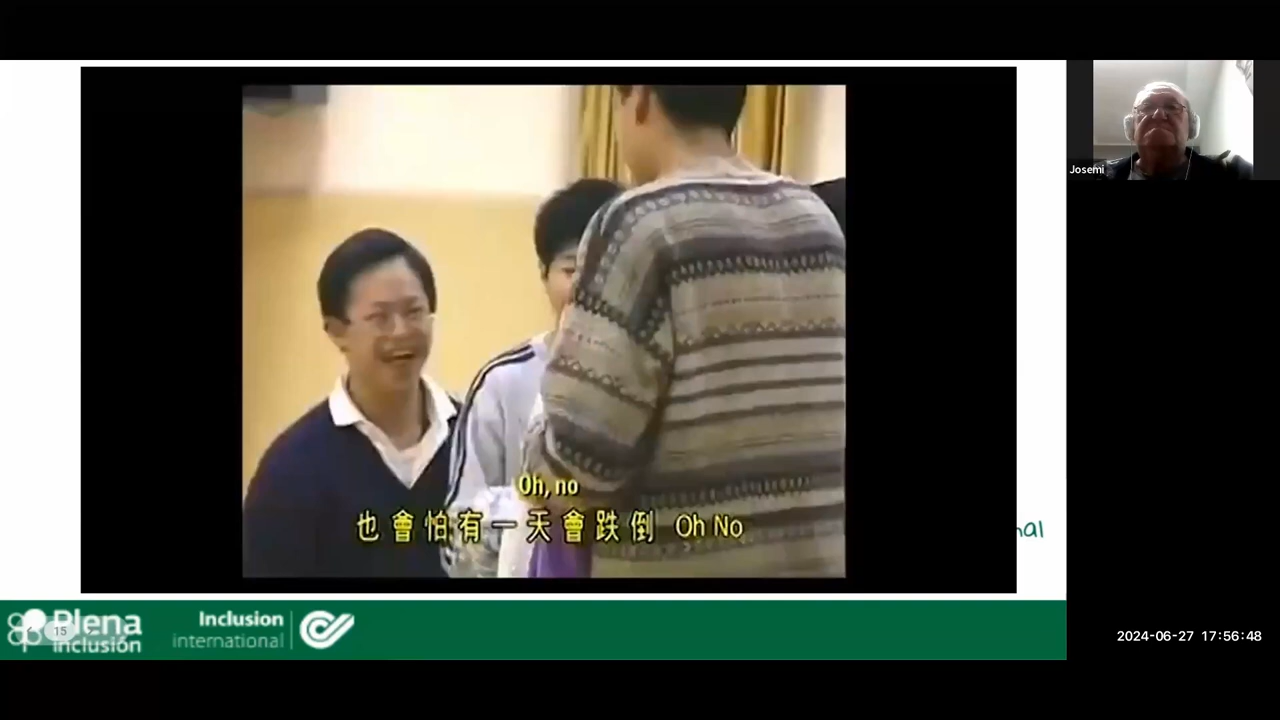 Josemi
Oh, no
也會怕有一天會跌倒 Oh No
nal
Plena
inclusión
15
Inclusion
international
2024-06-27 17:56:48